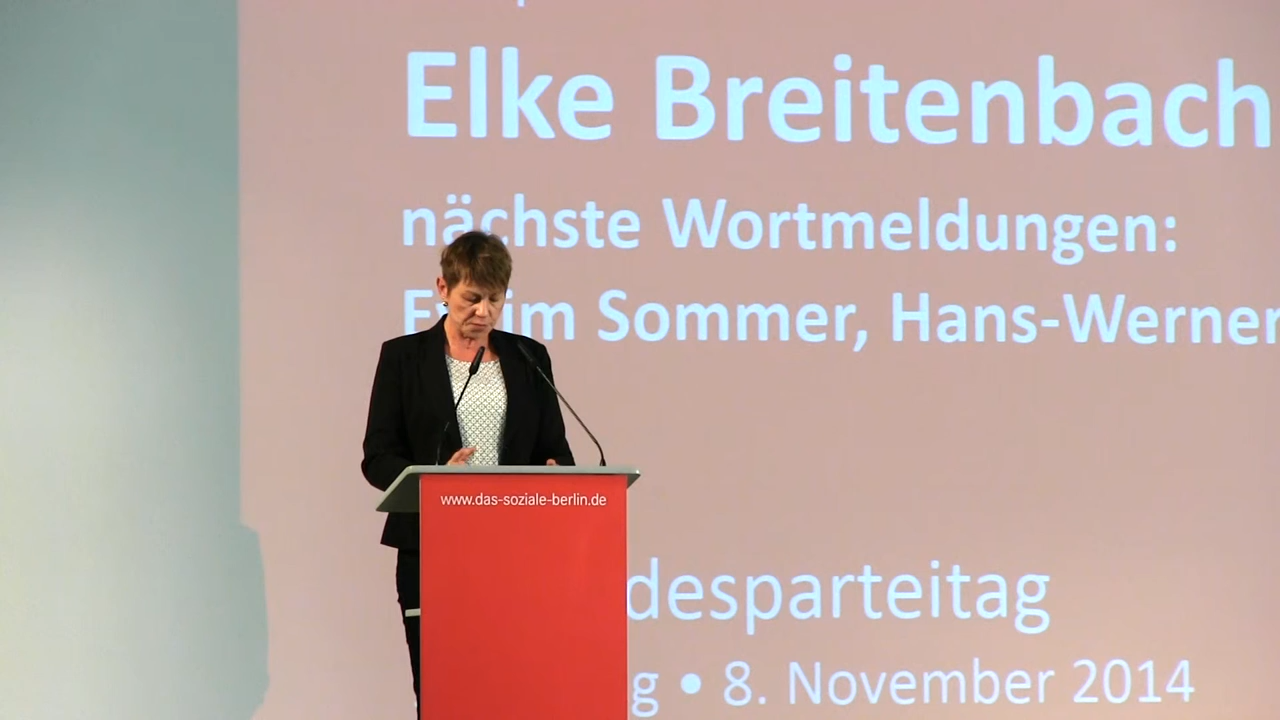 Elke Breitenbach
nächste Wortmeldungen:
Sommer, Hans-Werner
www.das-soziale-berlin.de
desparteitag
g • 8. November 2014